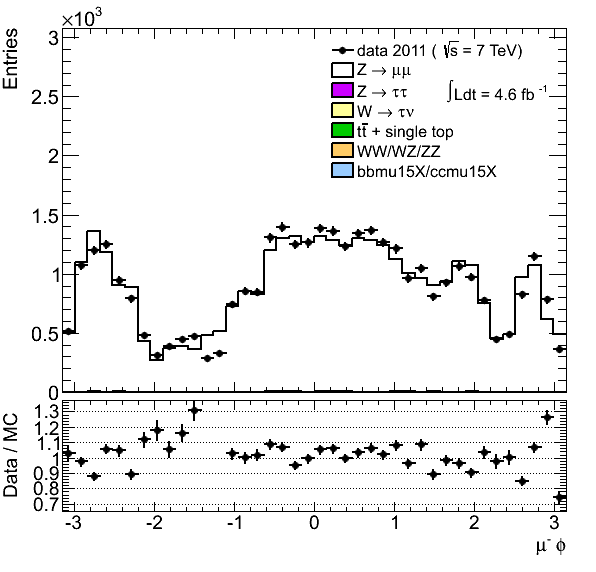 ×10³
Entries
3
2.5
2
1.5
1
0.5
0
data 2011 ( √s = 7 TeV)
Z → μμ
Z → ττ
∫Ldt = 4.6 fb⁻¹
W → τν
tt̄ + single top
WW/WZ/ZZ
bbmu15X/ccmu15X
Data / MC
1.3
1.2
1.1
1
0.9
0.8
0.7
-3 -2 -1 0 1 2 3
μ⁻ ϕ